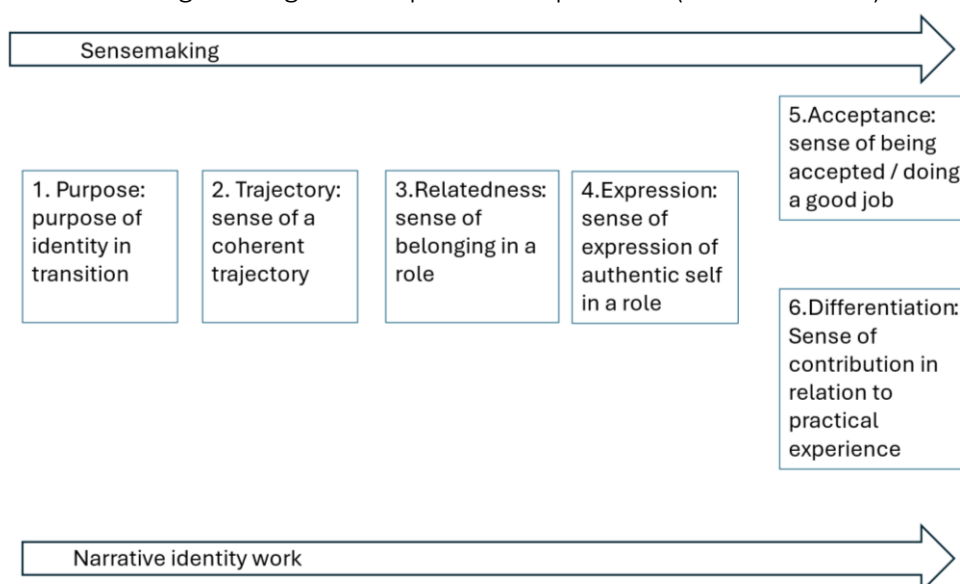 Sensemaking
1. Purpose:
purpose of
identity in
transition
2. Trajectory:
sense of a
coherent
trajectory
3.Relatedness:
sense of
belonging in a
role
4.Expression:
sense of
expression of
authentic self
in a role
5.Acceptance:
sense of being
accepted / doing
a good job
6.Differentiation:
Sense of
contribution in
relation to
practical
experience
Narrative identity work